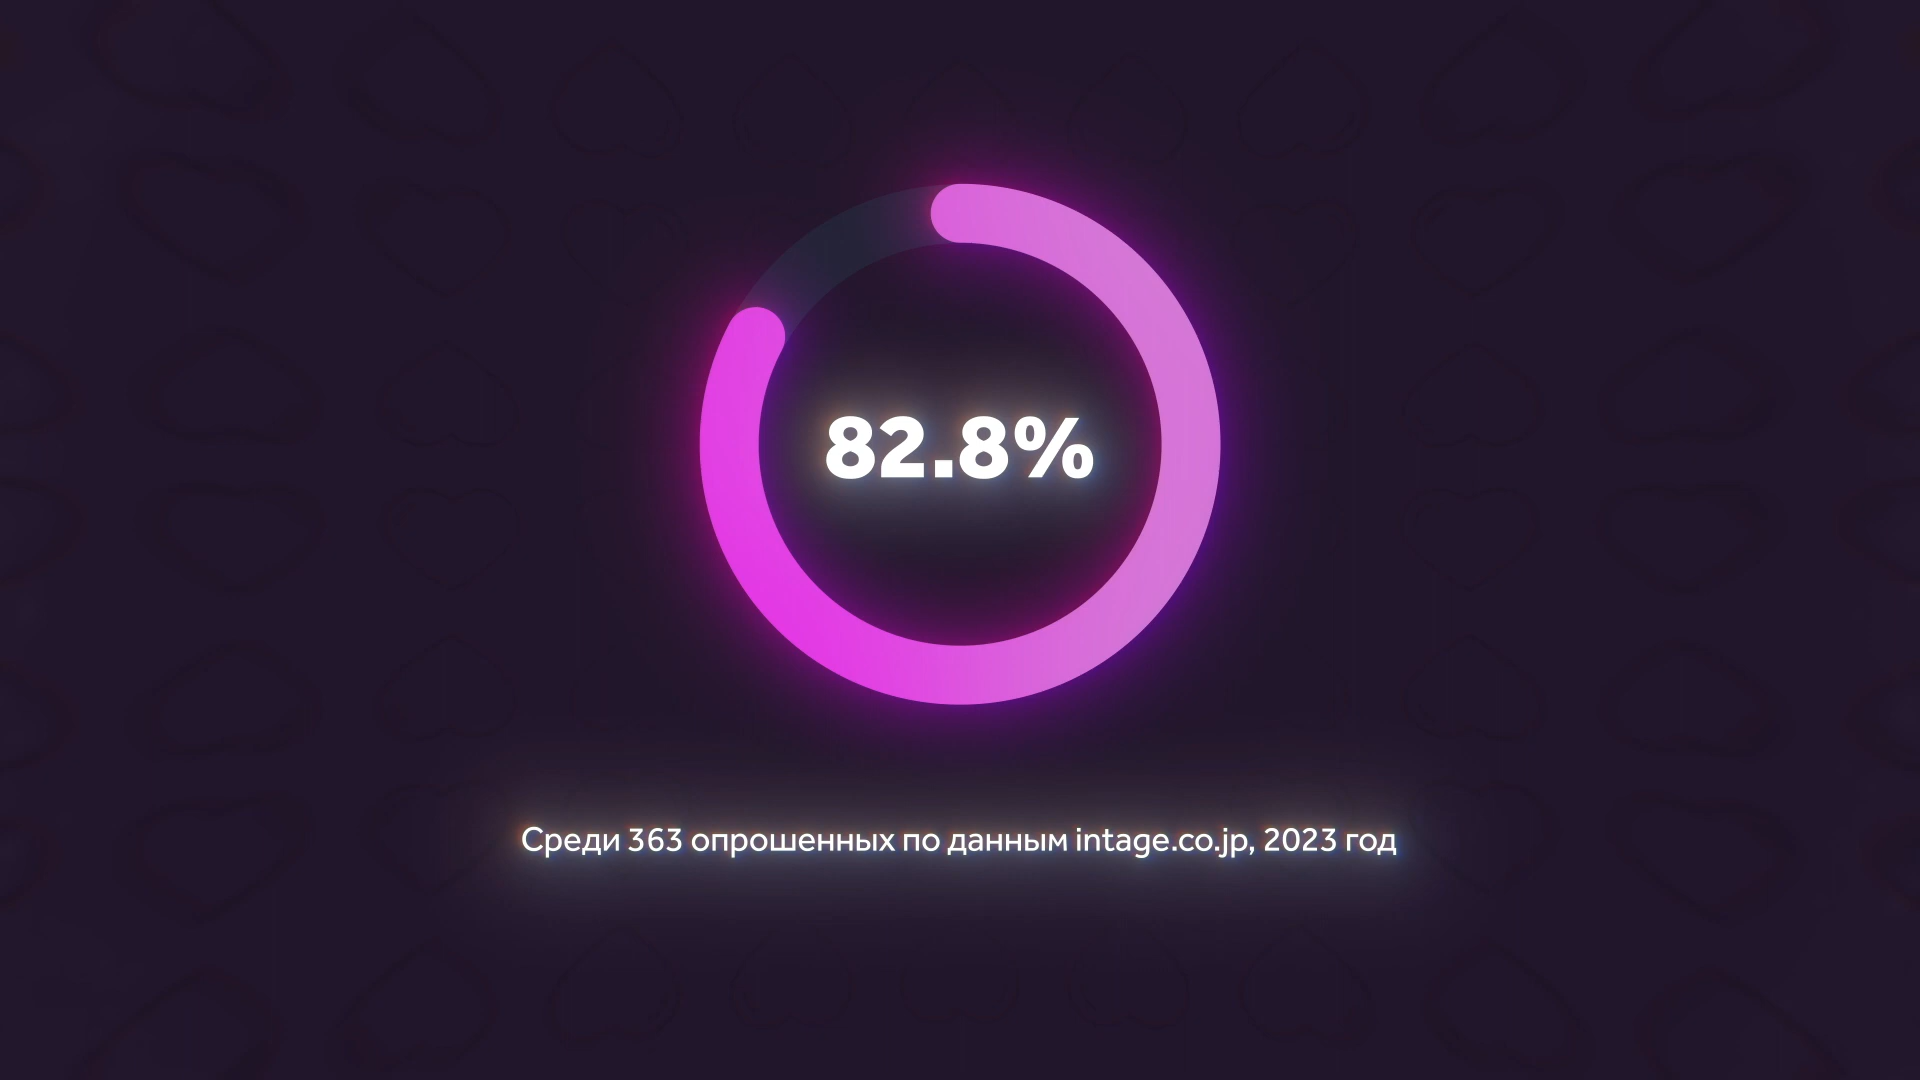 82.8%
Среди 363 опрошенных по данным intage.co.jp, 2023 год